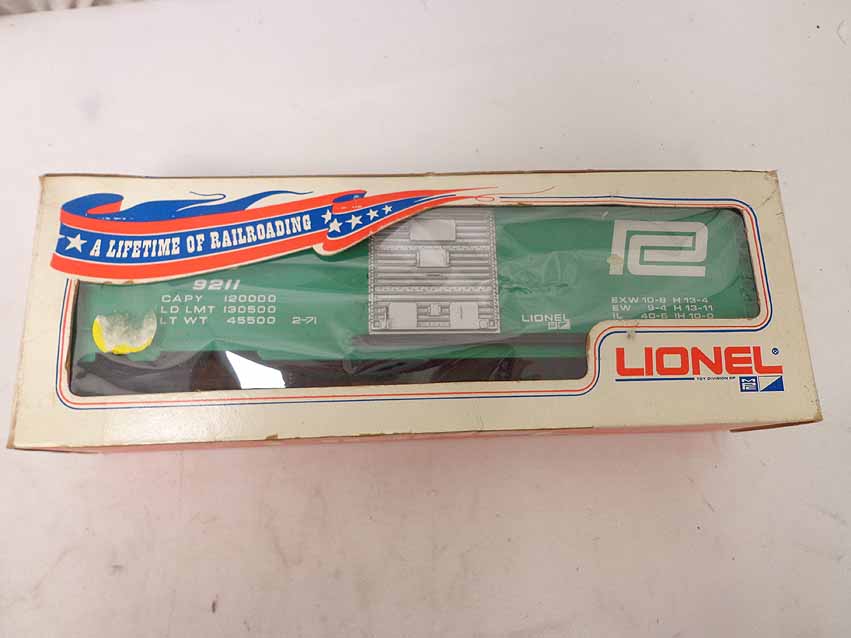 A LIFETIME OF RAILROADING
9211
CAPY 120000
LD LMT 130500
LT WT 45500 2-71
LIONEL
EXW 10-8 H 13-4
EW 9-4 H 13-11
IL 40-6 IH 10-0
LIONEL®
TOY DIVISION OF